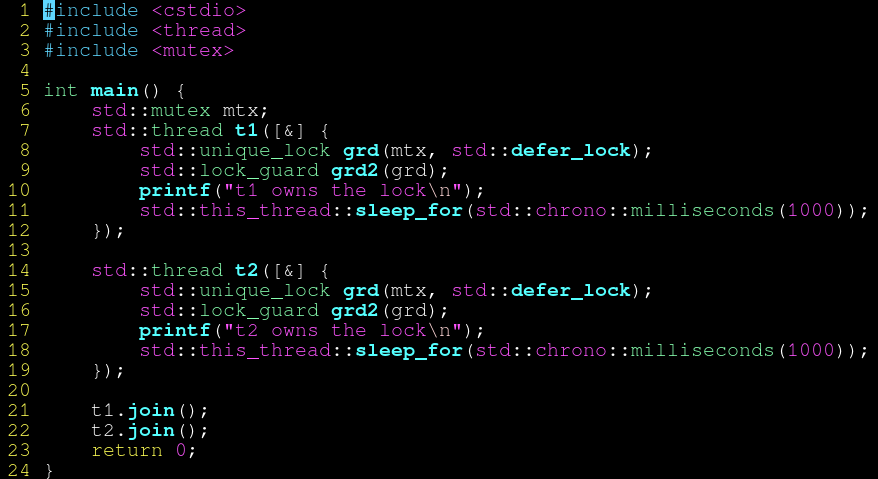 1 #include <cstdio>
2 #include <thread>
3 #include <mutex>
4
5 int main() {
6     std::mutex mtx;
7     std::thread t1([&] {
8         std::unique_lock grd(mtx, std::defer_lock);
9         std::lock_guard grd2(grd);
10         printf("t1 owns the lock\n");
11         std::this_thread::sleep_for(std::chrono::milliseconds(1000));
12     });
13
14     std::thread t2([&] {
15         std::unique_lock grd(mtx, std::defer_lock);
16         std::lock_guard grd2(grd);
17         printf("t2 owns the lock\n");
18         std::this_thread::sleep_for(std::chrono::milliseconds(1000));
19     });
20
21     t1.join();
22     t2.join();
23     return 0;
24 }